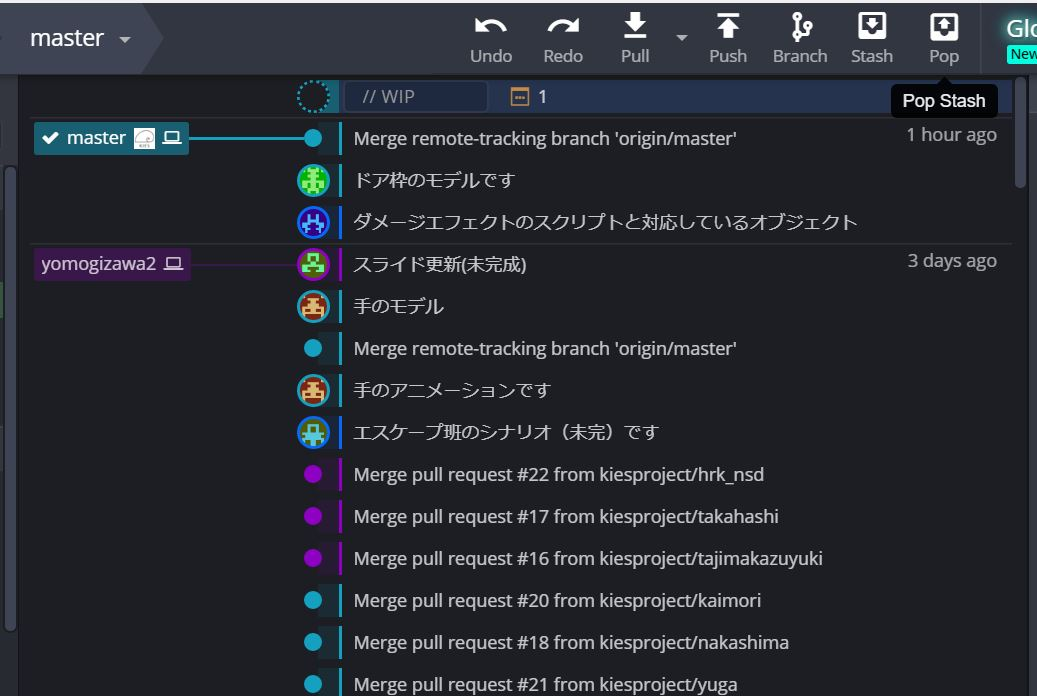 master
Undo
Redo
Pull
Push
Branch
Stash
Pop
Glo
New
// WIP
1
Pop Stash
master
Merge remote-tracking branch 'origin/master'
1 hour ago
ドア枠のモデルです
ダメージエフェクトのスクリプトと対応しているオブジェクト
yomogizawa2
スライド更新(未完成)
3 days ago
手のモデル
Merge remote-tracking branch 'origin/master'
手のアニメーションです
エスケープ班のシナリオ（未完）です
Merge pull request #22 from kiesproject/hrk_nsd
Merge pull request #17 from kiesproject/takahashi
Merge pull request #16 from kiesproject/tajimakazuyuki
Merge pull request #20 from kiesproject/kaimori
Merge pull request #18 from kiesproject/nakashima
Merge pull request #21 from kiesproject/yuga